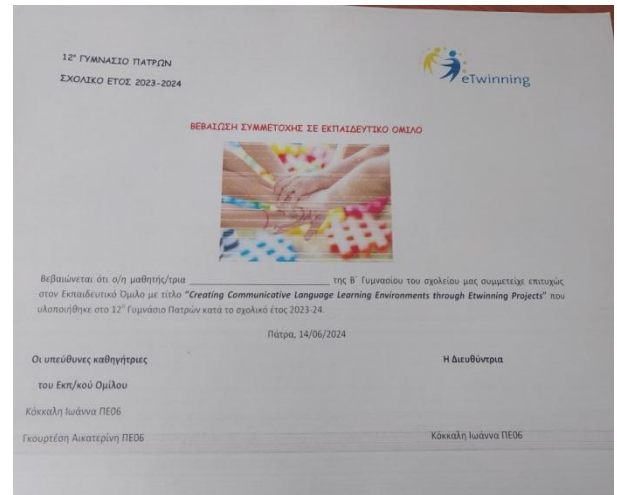 12° ΓΥΜΝΑΣΙΟ ΠΑΤΡΩΝ
ΣΧΟΛΙΚΟ ΕΤΟΣ 2023-2024
eTwinning
ΒΕΒΑΙΩΣΗ ΣΥΜΜΕΤΟΧΗΣ ΣΕ ΕΚΠΑΙΔΕΥΤΙΚΟ ΟΜΙΛΟ
Βεβαιώνεται ότι ο/η μαθητής/τρια ______________________________ της Β΄ Γυμνασίου του σχολείου μας συμμετείχε επιτυχώς
στον Εκπαιδευτικό Όμιλο με τίτλο "Creating Communicative Language Learning Environments through Etwinning Projects" που
υλοποιήθηκε στο 12° Γυμνάσιο Πατρών κατά το σχολικό έτος 2023-24.
Πάτρα, 14/06/2024
Οι υπεύθυνες καθηγήτριες
του Εκπ/κού Ομίλου
Η Διευθύντρια
Κόκκαλη Ιωάννα ΠΕ06
Γκουρτέση Αικατερίνη ΠΕ06
Κόκκαλη Ιωάννα ΠΕ06